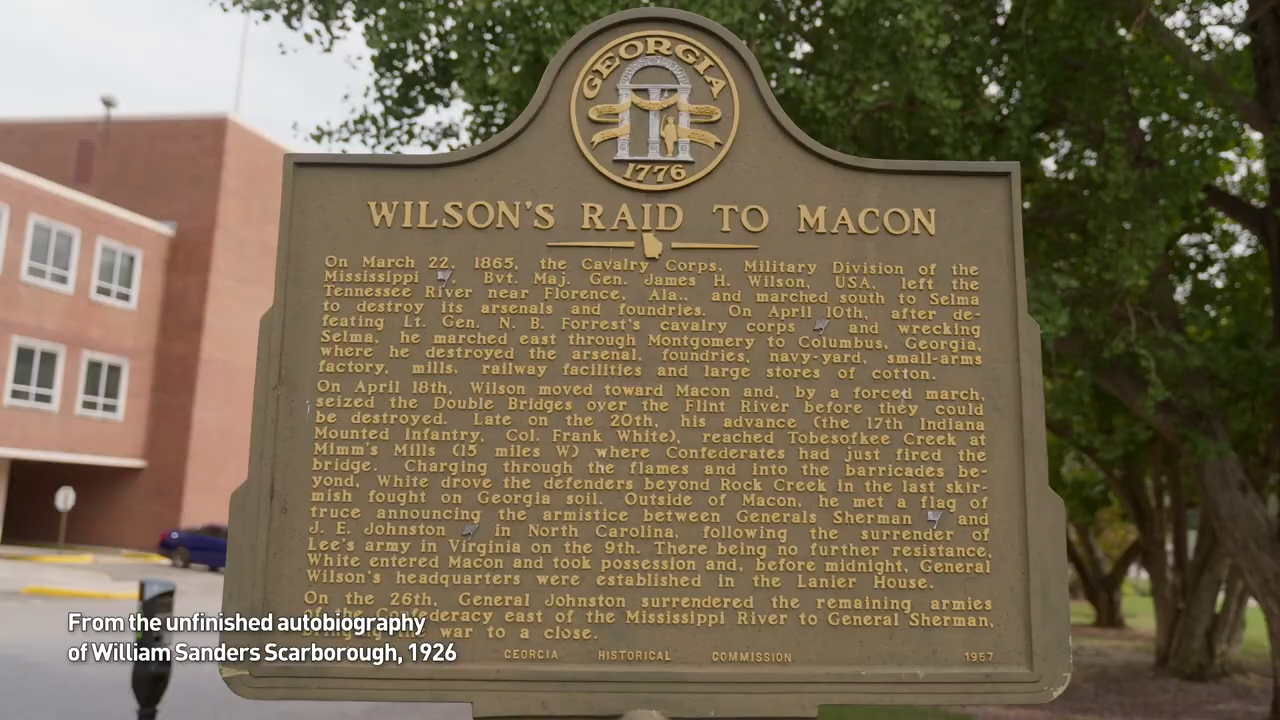 GEORGIA
1776
WILSON'S RAID TO MACON
On March 22, 1865, the Cavalry Corps, Military Division of the
Mississippi , Bvt. Maj. Gen. James H. Wilson, USA, left the
Tennessee River near Florence, Ala., and marched south to Selma
to destroy its arsenals and foundries. On April 10th, after de-
feating Lt. Gen. N. B. Forrest's cavalry corps and wrecking
Selma, he marched east through Montgomery to Columbus, Georgia,
where he destroyed the arsenal, foundries, navy-yard, small-arms
factory, mills, railway facilities and large stores of cotton.
On April 18th, Wilson moved toward Macon and, by a forced march,
seized the Double Bridges over the Flint River before they could
be destroyed. Late on the 20th, his advance (the 17th Indiana
Mounted Infantry, Col. Frank White), reached Tobesofkee Creek at
Mimm's Mills (15 miles W) where Confederates had just fired the
bridge. Charging through the flames and into the barricades be-
yond, White drove the defenders beyond Rock Creek in the last skir-
mish fought on Georgia soil. Outside of Macon, he met a flag of
truce announcing the armistice between Generals Sherman and
J. E. Johnston in North Carolina, following the surrender of
Lee's army in Virginia on the 9th. There being no further resistance,
White entered Macon and took possession and, before midnight, General
Wilson's headquarters were established in the Lanier House.
On the 26th, General Johnston surrendered the remaining armies
of the Confederacy east of the Mississippi River to General Sherman,
bringing the war to a close.
GEORGIA HISTORICAL COMMISSION 1957
From the unfinished autobiography
of William Sanders Scarborough, 1926